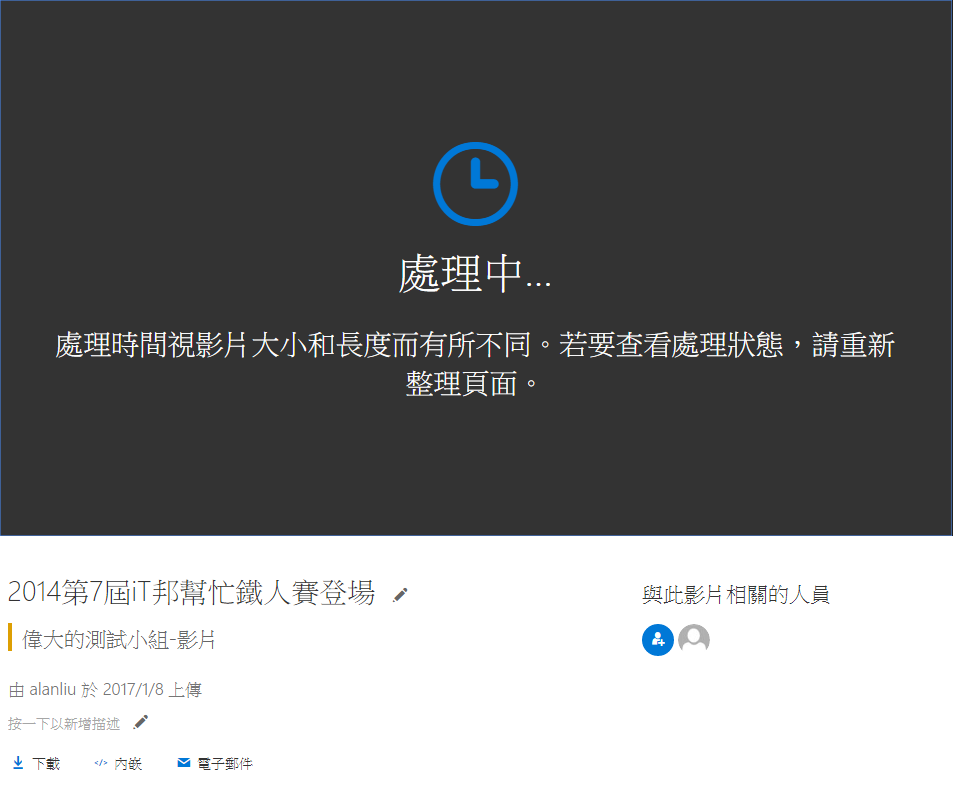 處理中...
處理時間視影片大小和長度而有所不同。若要查看處理狀態，請重新
整理頁面。
2014第7屆iT邦幫忙鐵人賽登場
與此影片相關的人員
偉大的測試小組-影片
由 alanliu 於 2017/1/8 上傳
按一下以新增描述
下載 </> 內嵌 電子郵件